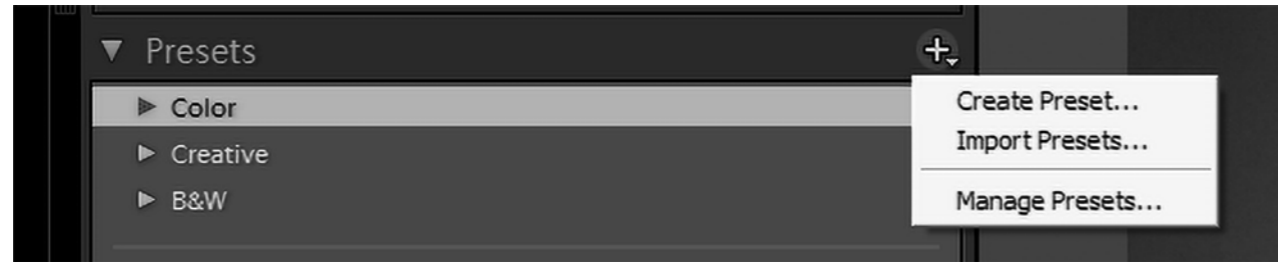 Presets
Color
Creative
B&W
Create Preset...
Import Presets...
Manage Presets...